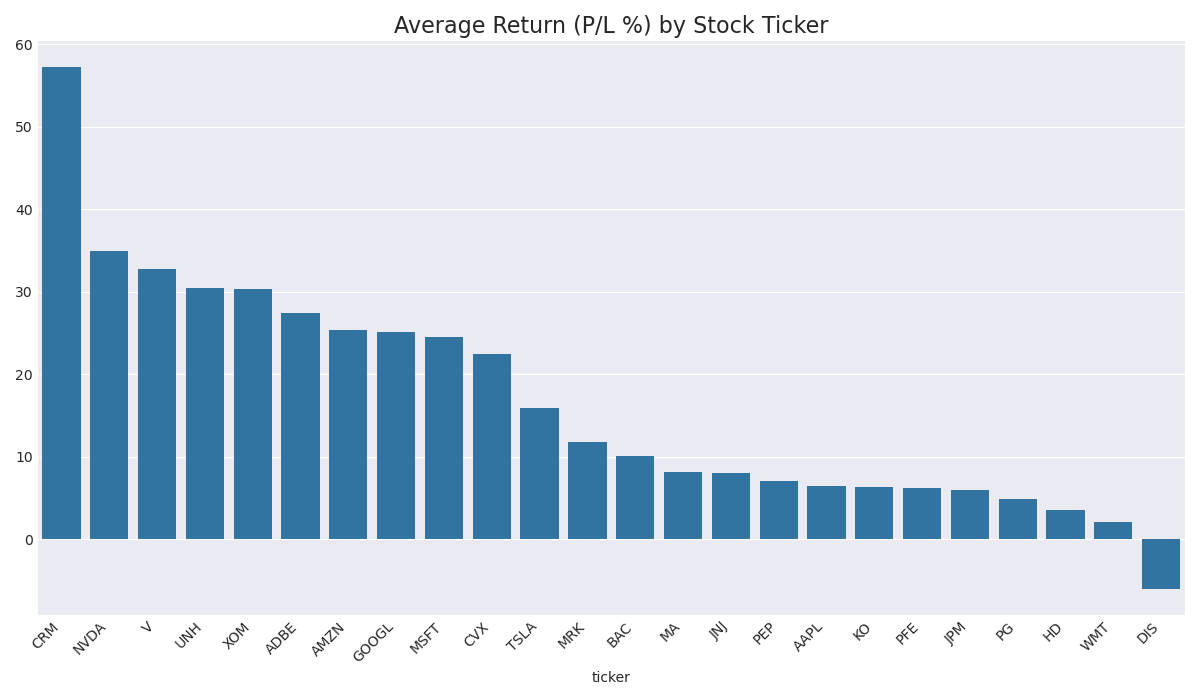 Average Return (P/L %) by Stock Ticker
60
50
40
30
20
10
0
CRM
NVDA
V
UNH
XOM
ADBE
AMZN
GOOGL
MSFT
CVX
TSLA
MRK
BAC
MA
JNJ
PEP
AAPL
KO
PFE
JPM
PG
HD
WMT
DIS
ticker